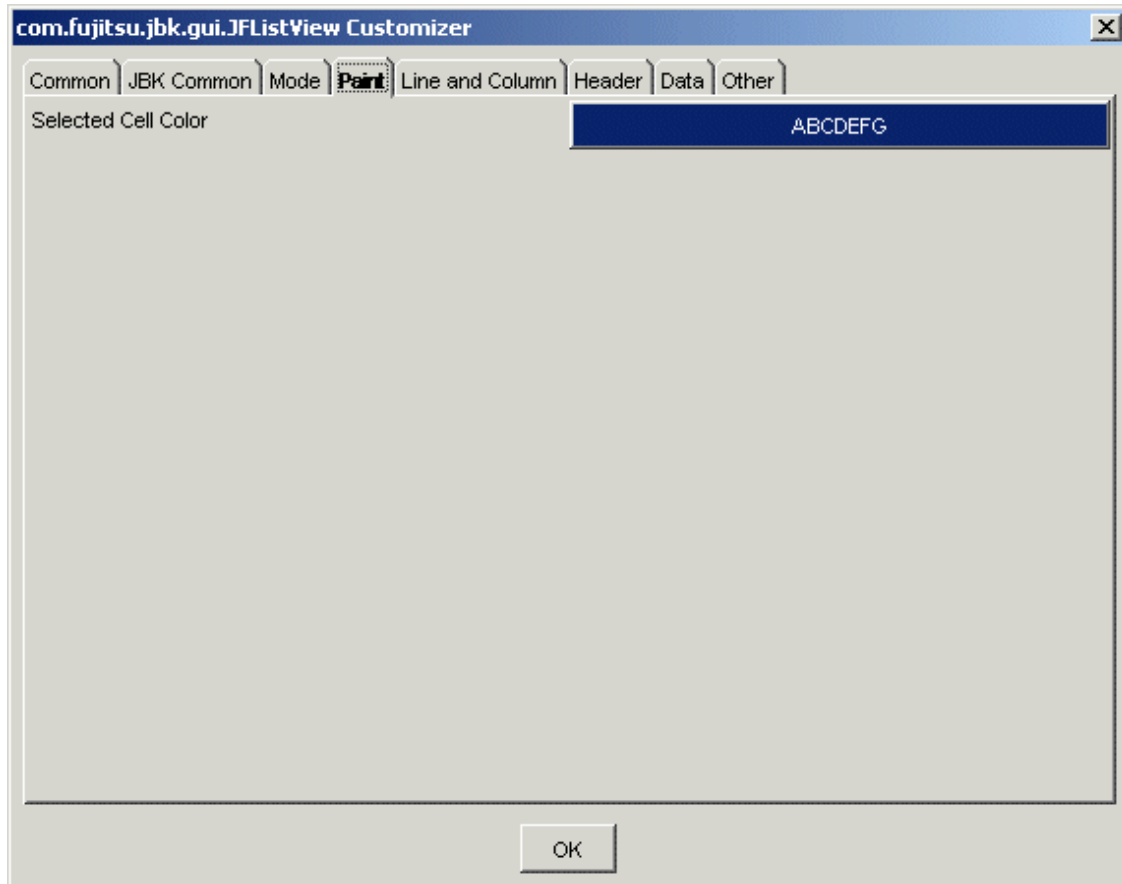 com.fujitsu.jbk.gui.JFListView Customizer
Common JBK Common Mode Paint Line and Column Header Data Other
Selected Cell Color ABCDEFG
OK